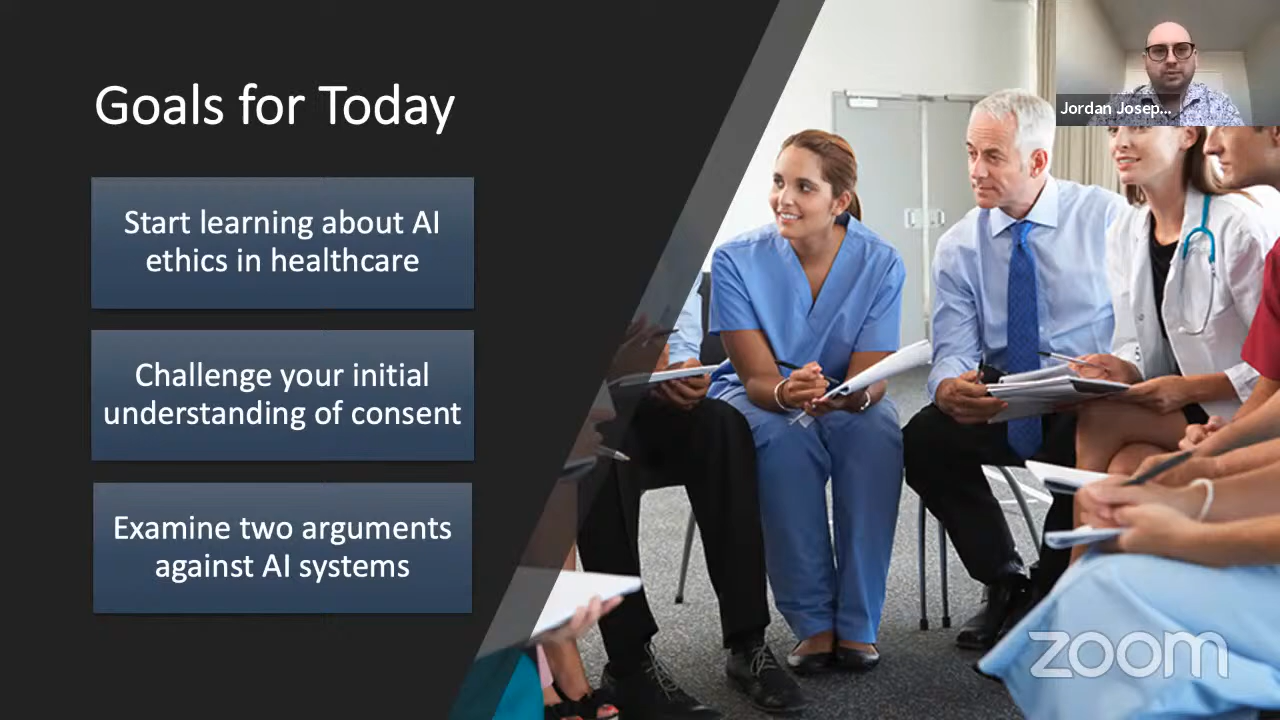 Goals for Today
Start learning about AI
ethics in healthcare
Challenge your initial
understanding of consent
Examine two arguments
against AI systems
Jordan Josep...
zoom